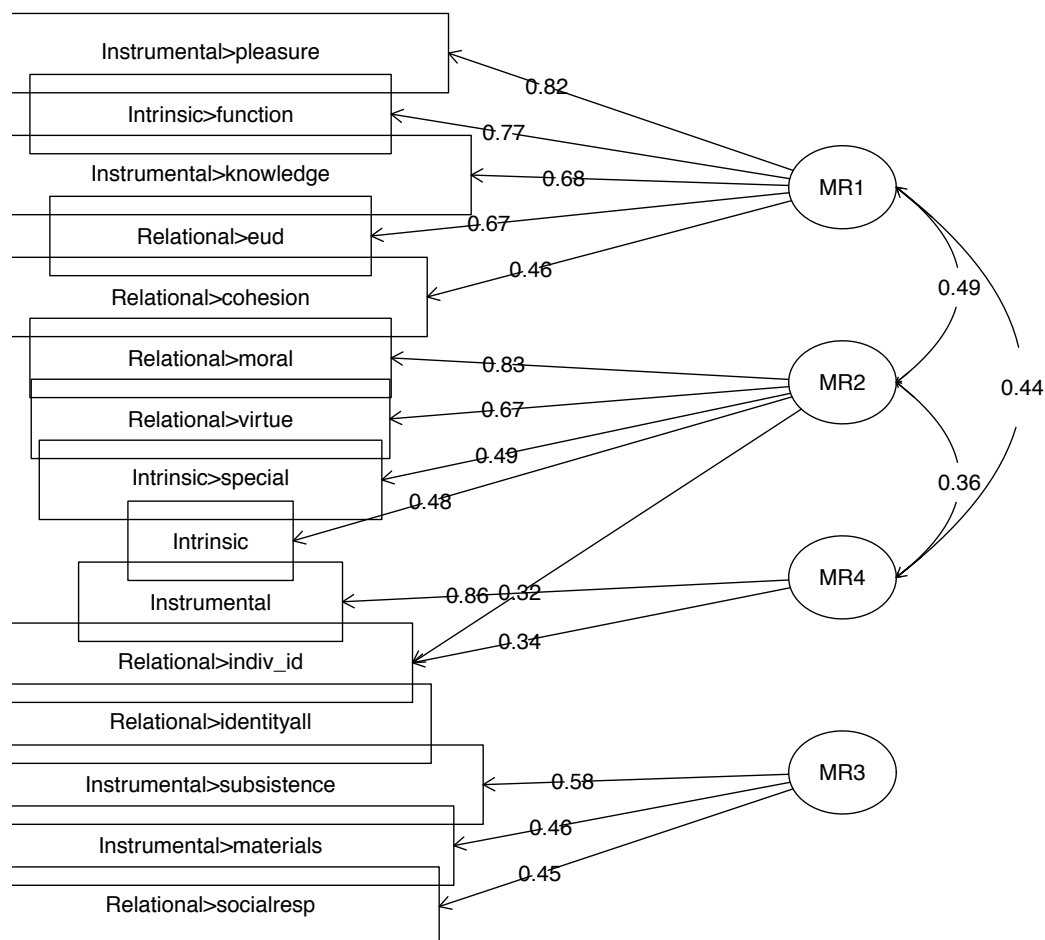 Instrumental>pleasure
Intrinsic>function
Instrumental>knowledge
Relational>eud
Relational>cohesion
Relational>moral
Relational>virtue
Intrinsic>special
Intrinsic
Instrumental
Relational>indiv_id
Relational>identityall
Instrumental>subsistence
Instrumental>materials
Relational>socialresp
0.82
0.77
0.68
0.67
0.46
0.83
0.67
0.49
0.48
0.86
0.32
0.34
0.58
0.46
0.45
MR1
MR2
MR4
MR3
0.49
0.44
0.36